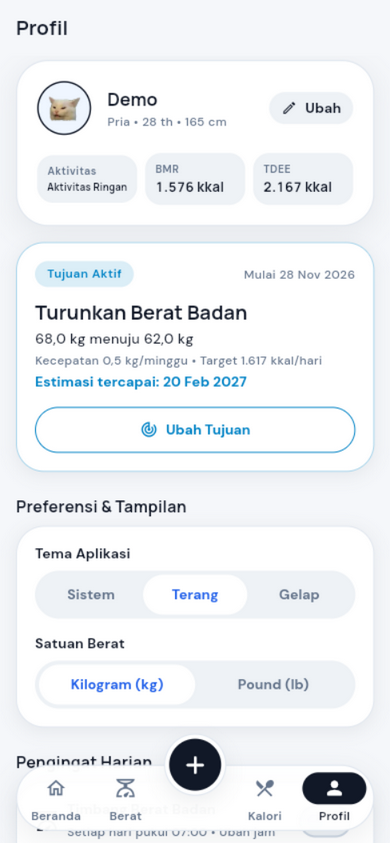 Profil
Demo
Pria • 28 th • 165 cm
Ubah
Aktivitas
Aktivitas Ringan
BMR
1.576 kkal
TDEE
2.167 kkal
Tujuan Aktif
Mulai 28 Nov 2026
Turunkan Berat Badan
68,0 kg menuju 62,0 kg
Kecepatan 0,5 kg/minggu • Target 1.617 kkal/hari
Estimasi tercapai: 20 Feb 2027
Ubah Tujuan
Preferensi & Tampilan
Tema Aplikasi
Sistem
Terang
Gelap
Satuan Berat
Kilogram (kg)
Pound (lb)
Pengingat Harian
Beranda
Berat
Kalori
Profil
Setiap hari pukul 07:00 • Ubah jam